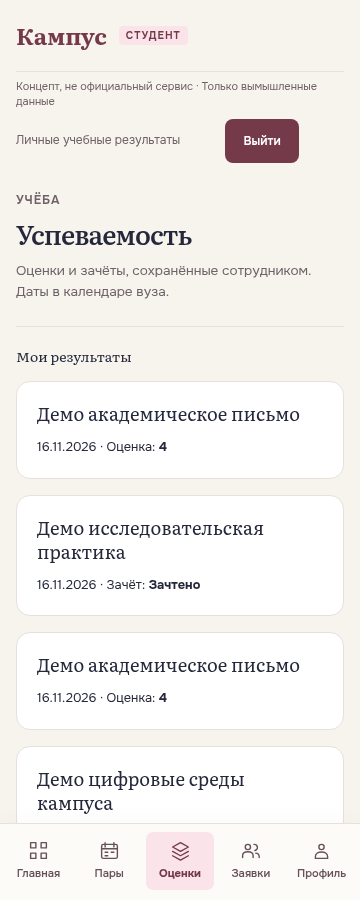 Кампус
СТУДЕНТ
Концепт, не официальный сервис · Только вымышленные
данные
Личные учебные результаты
Выйти
УЧЁБА
Успеваемость
Оценки и зачёты, сохранённые сотрудником.
Даты в календаре вуза.
Мои результаты
Демо академическое письмо
16.11.2026 · Оценка: 4
Демо исследовательская
практика
16.11.2026 · Зачёт: Зачтено
Демо академическое письмо
16.11.2026 · Оценка: 4
Демо цифровые среды
кампуса
Главная
Пары
Оценки
Заявки
Профиль